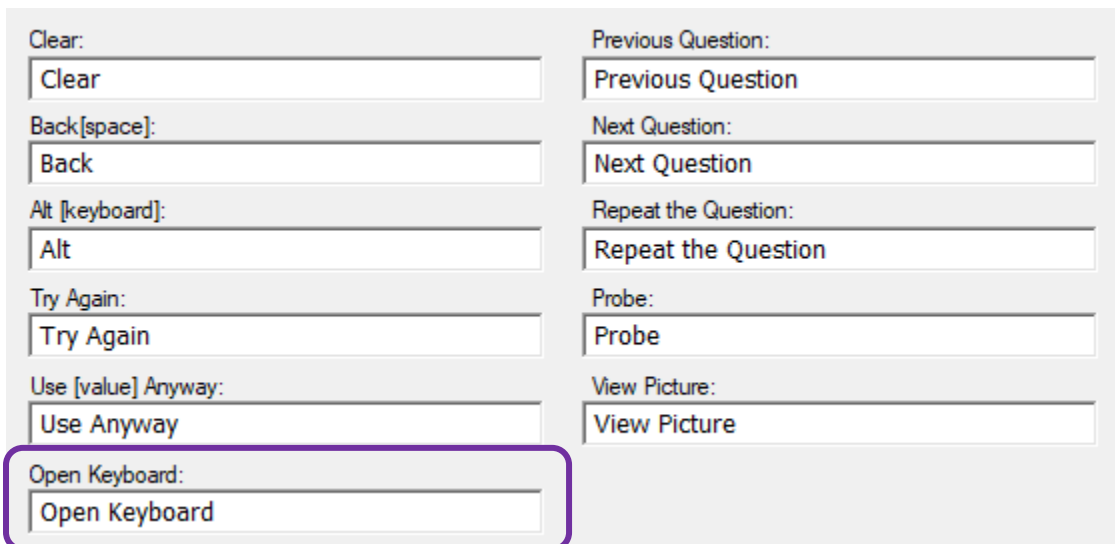 Clear:
Clear
Back[space]:
Back
Alt [keyboard]:
Alt
Try Again:
Try Again
Use [value] Anyway:
Use Anyway
Open Keyboard:
Open Keyboard
Previous Question:
Previous Question
Next Question:
Next Question
Repeat the Question:
Repeat the Question
Probe:
Probe
View Picture:
View Picture